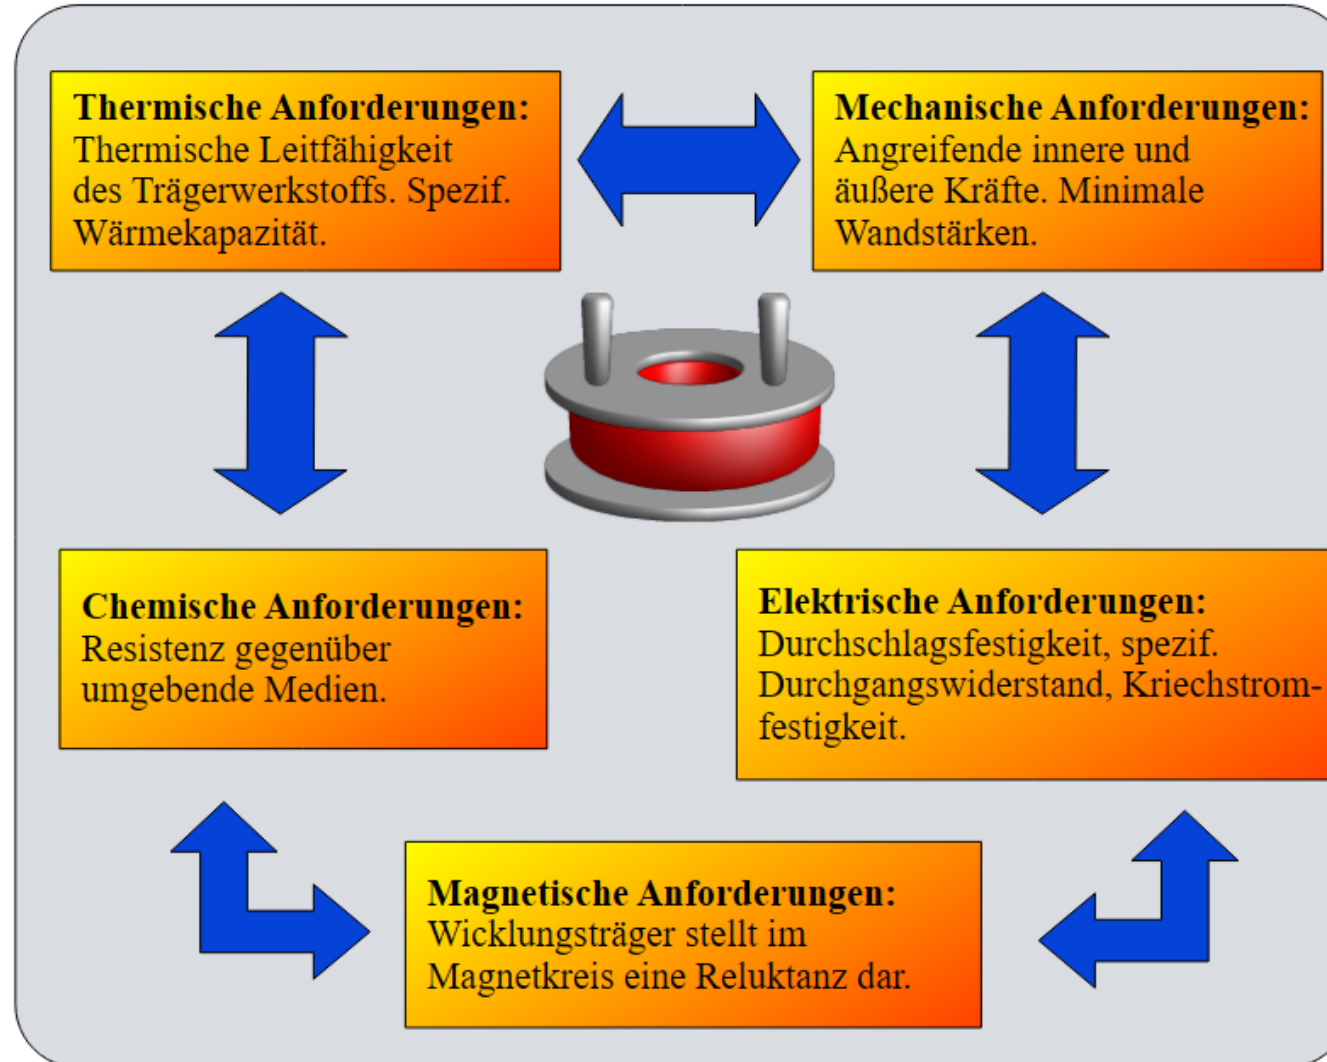 Thermische Anforderungen:
Thermische Leitfähigkeit
des Trägerwerkstoffs. Spezif.
Wärmekapazität.
Mechanische Anforderungen:
Angreifende innere und
äußere Kräfte. Minimale
Wandstärken.
Chemische Anforderungen:
Resistenz gegenüber
umgebende Medien.
Elektrische Anforderungen:
Durchschlagsfestigkeit, spezif.
Durchgangswiderstand, Kriechstrom-
festigkeit.
Magnetische Anforderungen:
Wicklungsträger stellt im
Magnetkreis eine Reluktanz dar.